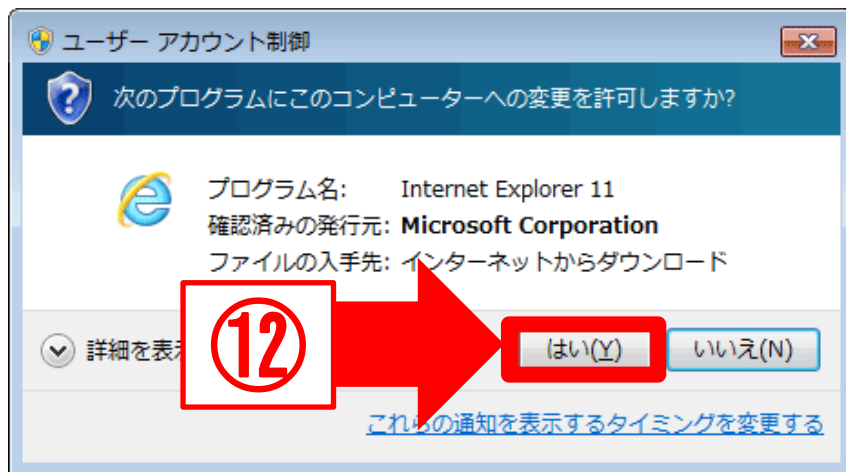 ユーザー アカウント制御
次のプログラムにこのコンピューターへの変更を許可しますか?
プログラム名: Internet Explorer 11
確認済みの発行元: Microsoft Corporation
ファイルの入手先: インターネットからダウンロード
詳細を表
⑫
はい(Y)
いいえ(N)
これらの通知を表示するタイミングを変更する